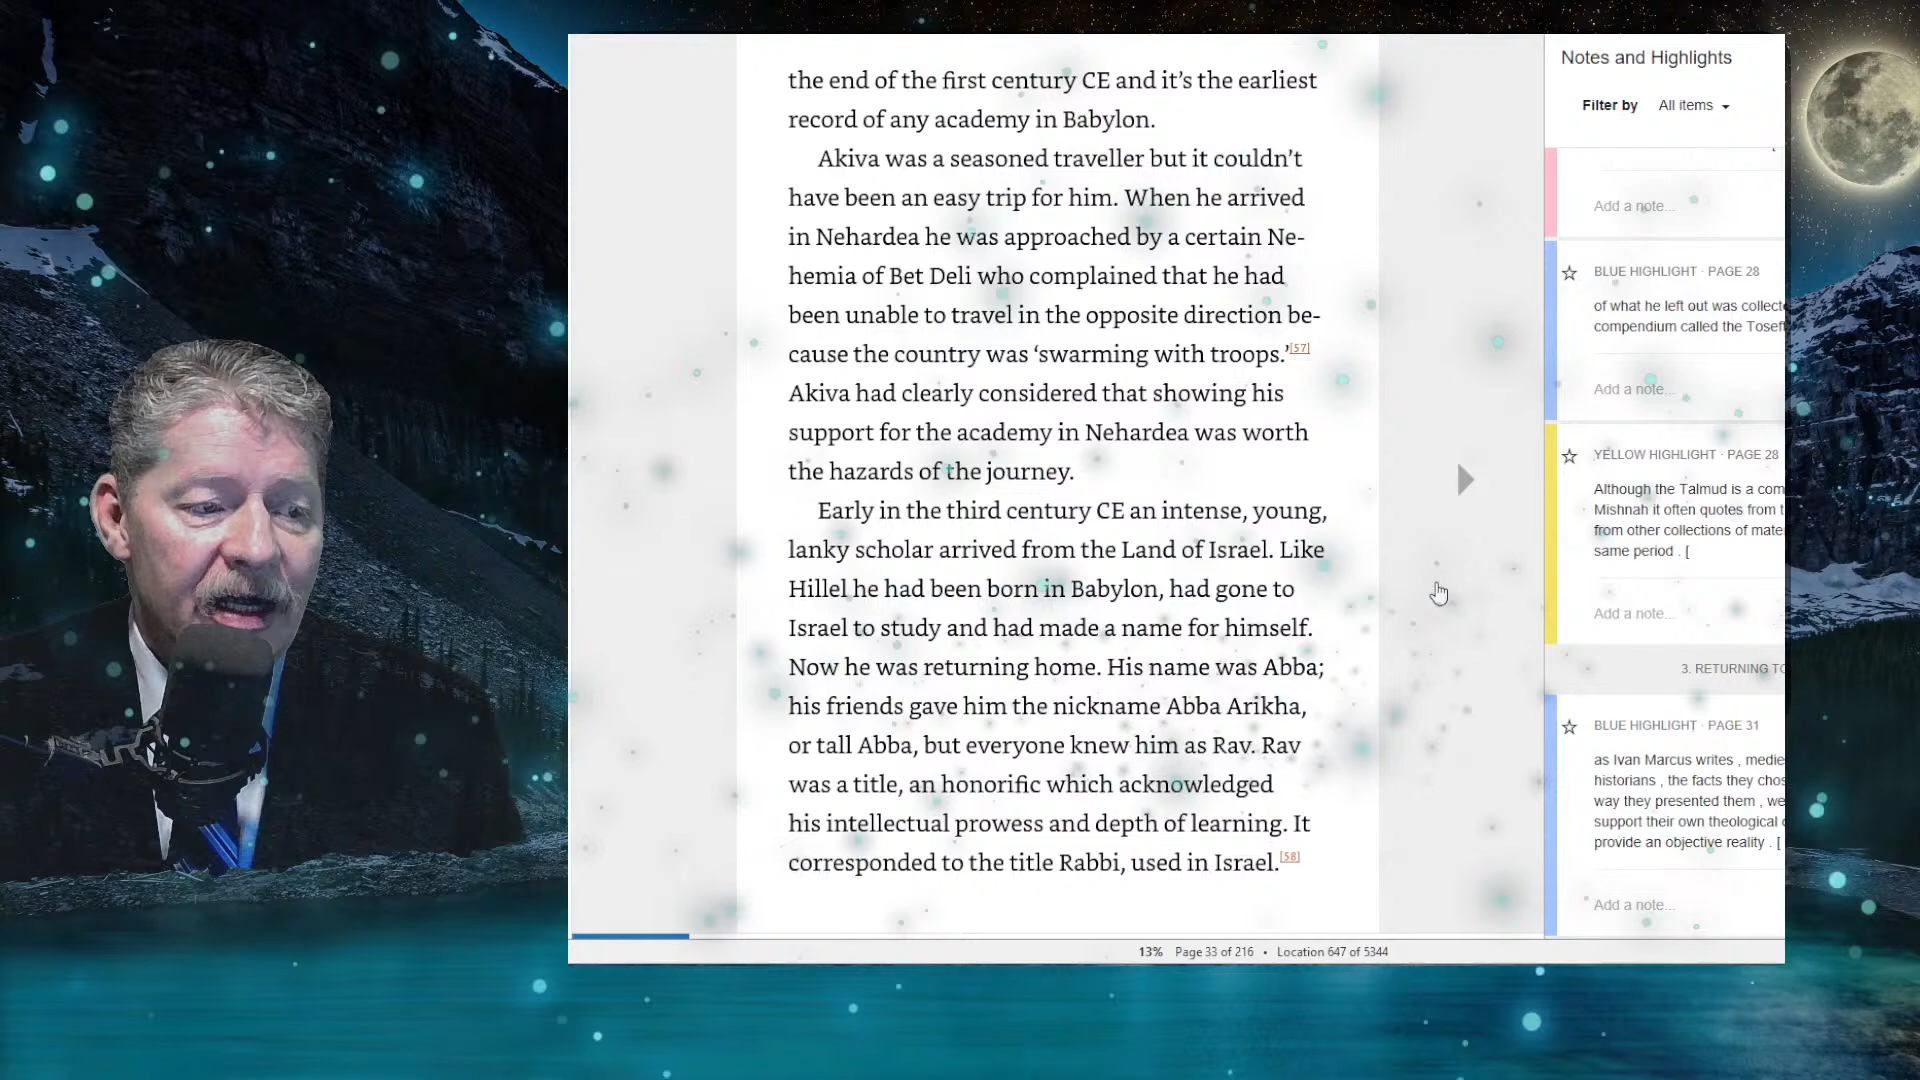 the end of the first century CE and it’s the earliest
record of any academy in Babylon.
Akiva was a seasoned traveller but it couldn’t
have been an easy trip for him. When he arrived
in Nehardea he was approached by a certain Ne-
hemia of Bet Deli who complained that he had
been unable to travel in the opposite direction be-
cause the country was ‘swarming with troops.’[57]
Akiva had clearly considered that showing his
support for the academy in Nehardea was worth
the hazards of the journey.
Early in the third century CE an intense, young,
lanky scholar arrived from the Land of Israel. Like
Hillel he had been born in Babylon, had gone to
Israel to study and had made a name for himself.
Now he was returning home. His name was Abba;
his friends gave him the nickname Abba Arikha,
or tall Abba, but everyone knew him as Rav. Rav
was a title, an honorific which acknowledged
his intellectual prowess and depth of learning. It
corresponded to the title Rabbi, used in Israel.[58]
13% Page 33 of 216 • Location 647 of 5344
Notes and Highlights
Filter by All items
Add a note...
BLUE HIGHLIGHT · PAGE 28
of what he left out was collect
compendium called the Tosef
Add a note...
YELLOW HIGHLIGHT · PAGE 28
Although the Talmud is a com
Mishnah it often quotes from t
from other collections of mate
same period . [
Add a note...
3. RETURNING TO
BLUE HIGHLIGHT · PAGE 31
as Ivan Marcus writes , medie
historians , the facts they chos
way they presented them , we
support their own theological
provide an objective reality . [
Add a note...